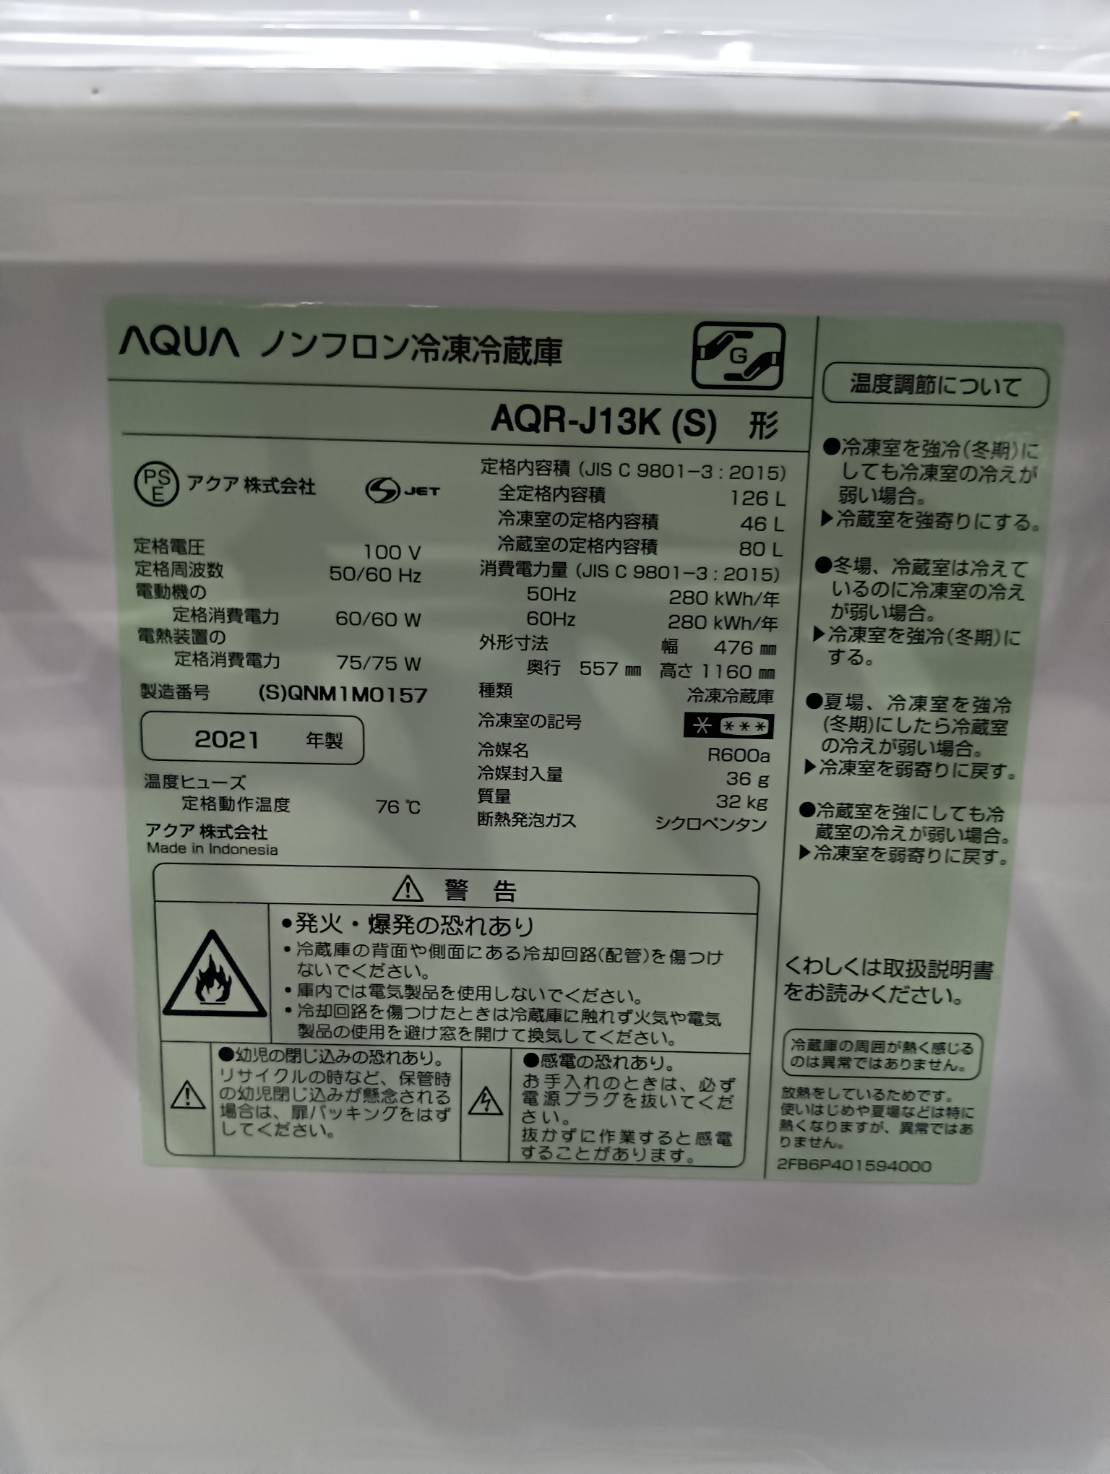 AQUA ノンフロン冷凍冷蔵庫
G
AQR-J13K (S) 形
PS
E
アクア 株式会社
S JET
定格電圧 100 V
定格周波数 50/60 Hz
電動機の
定格消費電力 60/60 W
電熱装置の
定格消費電力 75/75 W
製造番号 (S)QNM1M0157
2021 年製
温度ヒューズ
定格動作温度 76 ℃
アクア 株式会社
Made in Indonesia
定格内容積 (JIS C 9801-3 : 2015)
全定格内容積 126 L
冷凍室の定格内容積 46 L
冷蔵室の定格内容積 80 L
消費電力量 (JIS C 9801-3 : 2015)
50Hz 280 kWh/年
60Hz 280 kWh/年
外形寸法 幅 476 ㎜
奥行 557 ㎜ 高さ 1160 ㎜
種類 冷凍冷蔵庫
冷凍室の記号 * ***
冷媒名 R600a
冷媒封入量 36 g
質量 32 kg
断熱発泡ガス シクロペンタン
⚠ 警 告
•発火・爆発の恐れあり
•冷蔵庫の背面や側面にある冷却回路(配管)を傷つけ
ないでください。
•庫内では電気製品を使用しないでください。
•冷却回路を傷つけたときは冷蔵庫に触れず火気や電気
製品の使用を避け窓を開けて換気してください。
●幼児の閉じ込みの恐れあり。
リサイクルの時など、保管時
の幼児閉じ込みが懸念される
場合は、扉パッキングをはず
してください。
●感電の恐れあり。
お手入れのときは、必ず
電源プラグを抜いてくだ
さい。
抜かずに作業すると感電
することがあります。
温度調節について
●冷凍室を強冷(冬期)に
しても冷凍室の冷えが
弱い場合。
▶冷蔵室を強寄りにする。
●冬場、冷蔵室は冷えて
いるのに冷凍室の冷え
が弱い場合。
▶冷凍室を強冷(冬期)に
する。
●夏場、冷凍室を強冷
(冬期)にしたら冷蔵室
の冷えが弱い場合。
▶冷凍室を弱寄りに戻す。
●冷蔵室を強にしても冷
蔵室の冷えが弱い場合。
▶冷凍室を弱寄りに戻す。
くわしくは取扱説明書
をお読みください。
冷蔵庫の周囲が熱く感じる
のは異常ではありません。
放熱をしているためです。
使いはじめや夏場などは特に
熱くなりますが、異常ではあ
りません。
2FB6P401594000